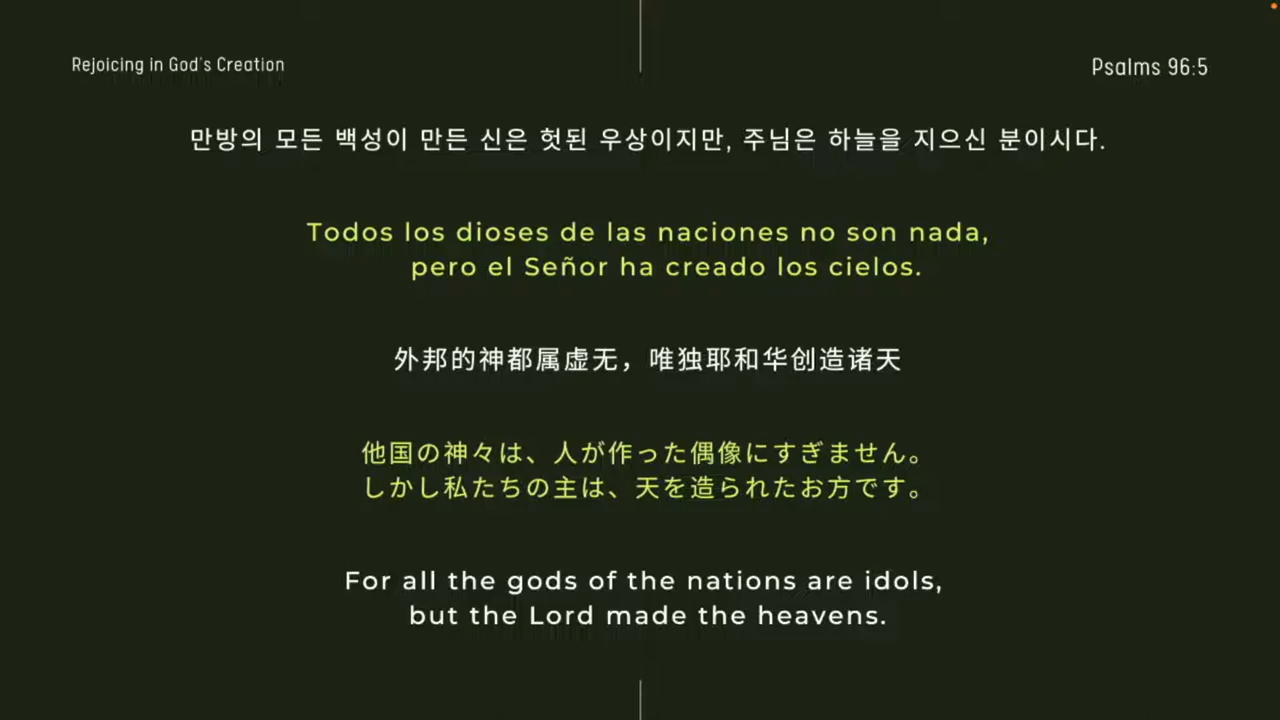 Rejoicing in God's Creation
Psalms 96:5
만방의 모든 백성이 만든 신은 헛된 우상이지만, 주님은 하늘을 지으신 분이시다.
Todos los dioses de las naciones no son nada,
pero el Señor ha creado los cielos.
外邦的神都属虚无，唯独耶和华创造诸天
他国の神々は、人が作った偶像にすぎません。
しかし私たちの主は、天を造られたお方です。
For all the gods of the nations are idols,
but the Lord made the heavens.